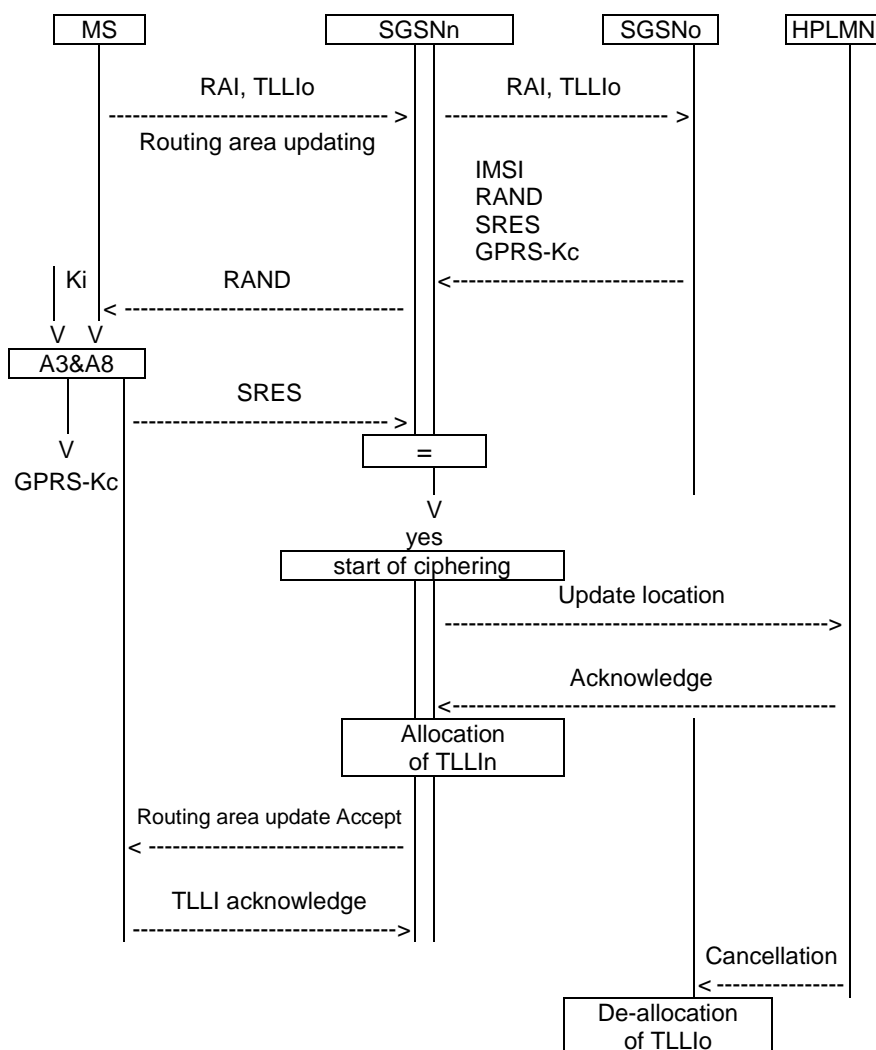 MS SGSNn SGSNo HPLMN
RAI, TLLIo RAI, TLLIo
Routing area updating
IMSI
RAND
SRES
GPRS-Kc
Ki RAND
V V
A3&A8
SRES
V
=
GPRS-Kc
V
yes
start of ciphering
Update location
Acknowledge
Allocation
of TLLIn
Routing area update Accept
TLLI acknowledge
Cancellation
De-allocation
of TLLIo